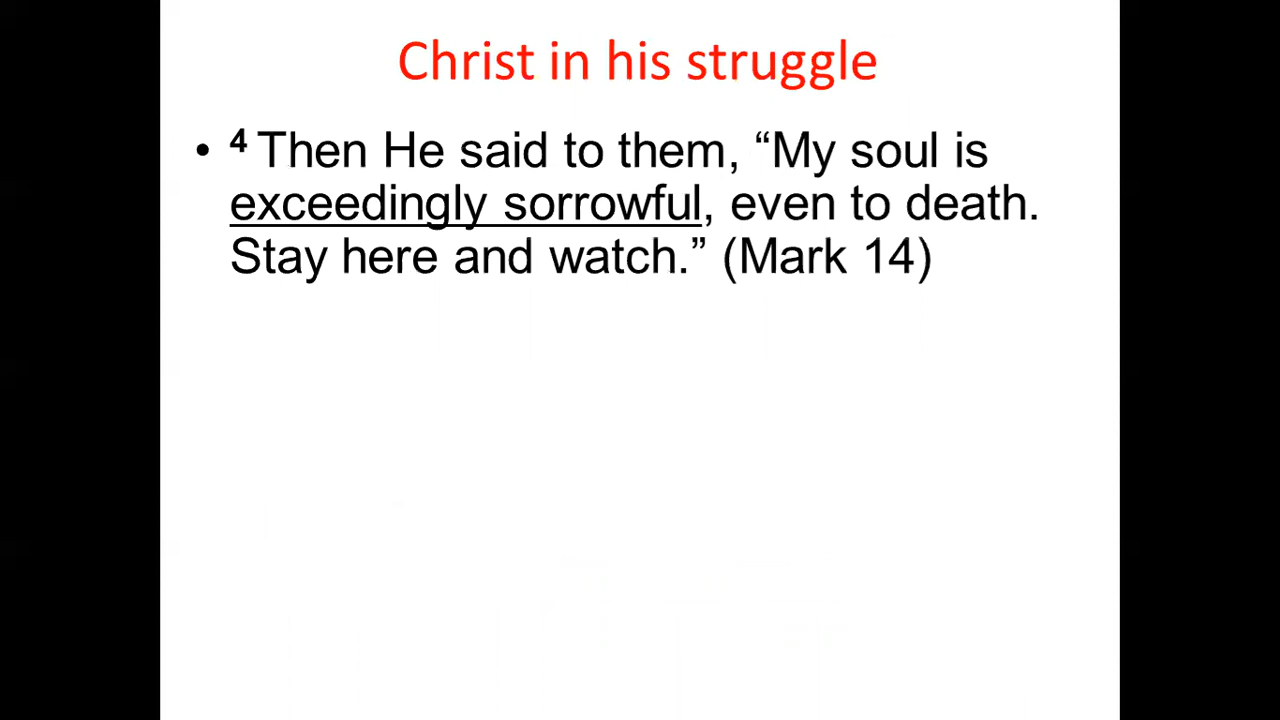 Christ in his struggle
• 4 Then He said to them, “My soul is
exceedingly sorrowful, even to death.
Stay here and watch.” (Mark 14)